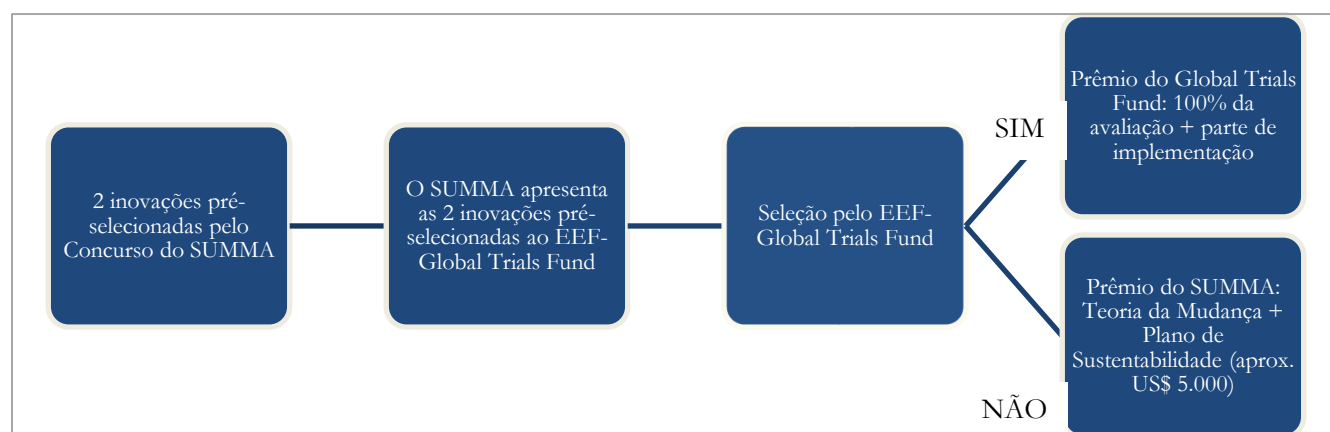 2 inovações pré-
selecionadas pelo
Concurso do SUMMA
O SUMMA apresenta
as 2 inovações pré-
selecionadas ao EEF-
Global Trials Fund
Seleção pelo EEF-
Global Trials Fund
SIM
Prêmio do Global Trials
Fund: 100% da
avaliação + parte de
implementação
NÃO
Prêmio do SUMMA:
Teoria da Mudança +
Plano de
Sustentabilidade (aprox.
US$ 5.000)